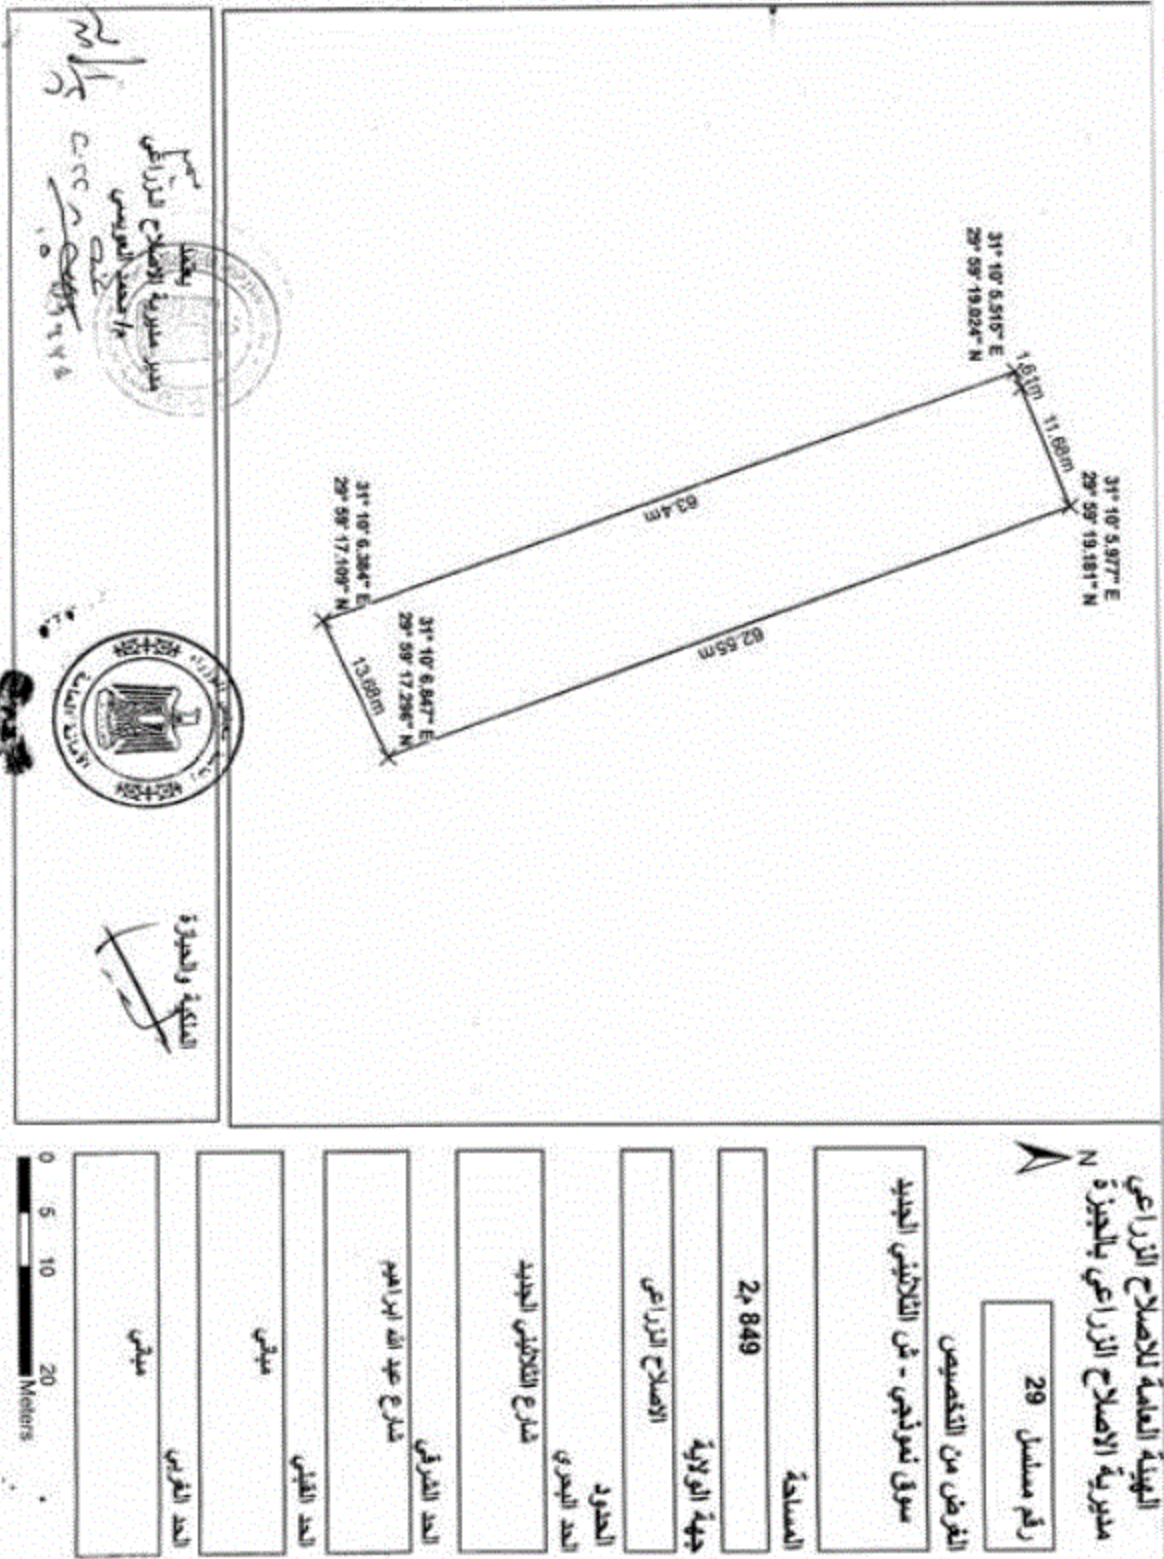 الهيئة العامة للاصلاح الزراعي
مديرية الاصلاح الزراعي بالجيزة
N
رقم مسلسل 29
الغرض من التخصيص
سوق نموذجي - ش الثلاثيني الجديد
المساحة
849 م2
جهة الولاية
الاصلاح الزراعى
الحدود
الحد البحري
شارع الثلاثيني الجديد
الحد الشرقي
شارع عبد الله ابراهيم
الحد القبلي
مباني
الحد الغربي
مباني
0 5 10 20
Meters
31° 10' 5.977" E
29° 59' 19.181" N
31° 10' 5.515" E
29° 59' 19.024" N
1.61m
11.68m
63.4m
62.55m
31° 10' 6.847" E
29° 59' 17.296" N
31° 10' 6.384" E
29° 59' 17.109" N
13.68m
الملكية والحيازة
يعتمد
مدير مديرية الاصلاح الزراعي
م/ محمد